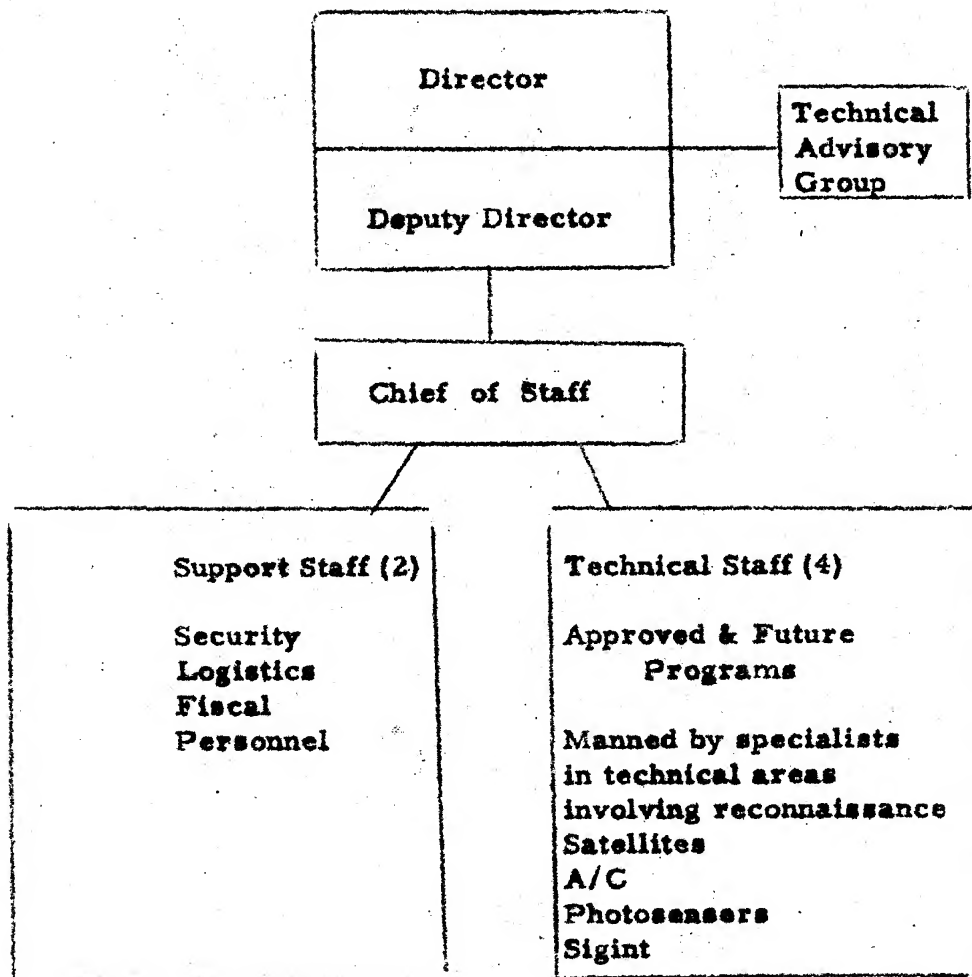 Director
Technical
Advisory
Group
Deputy Director
Chief of Staff
Support Staff (2)
Security
Logistics
Fiscal
Personnel
Technical Staff (4)
Approved & Future
Programs
Manned by specialists
in technical areas
involving reconnaissance
Satellites
A/C
Photosensers
Sigint